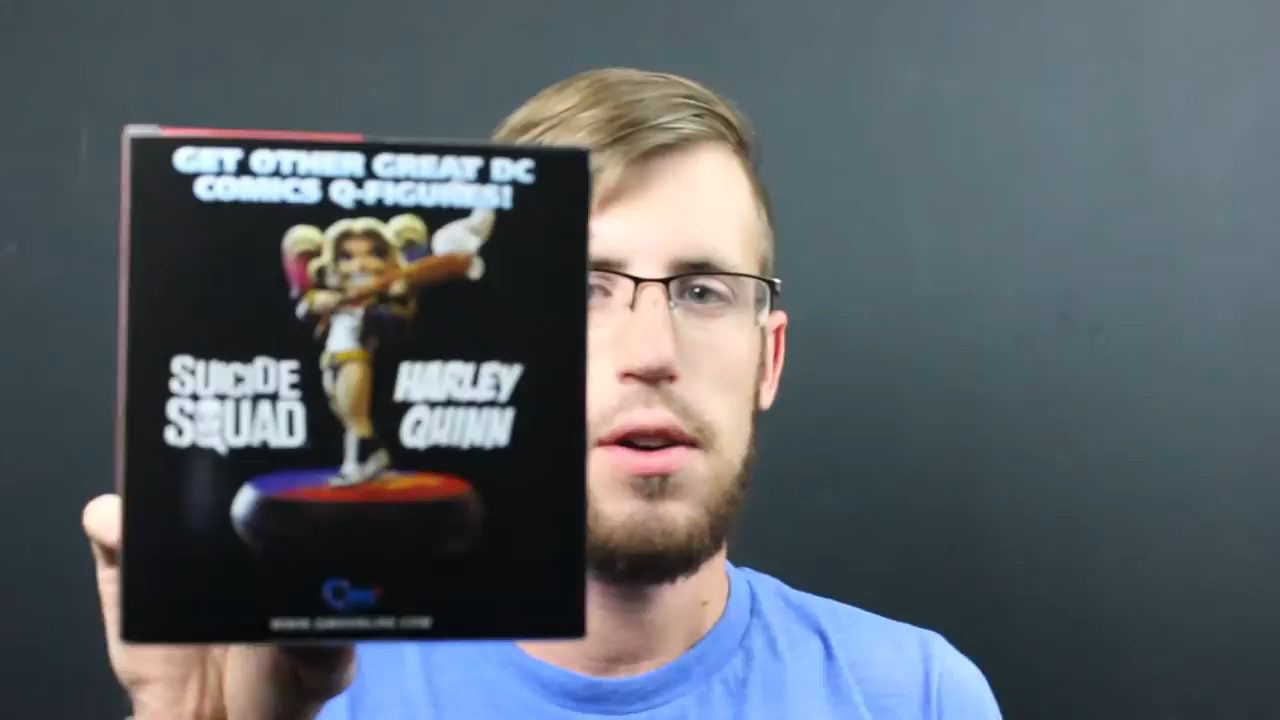 GET OTHER GREAT DC
COMICS Q-FIGURES!
SUICIDE
SQUAD
HARLEY
QUINN